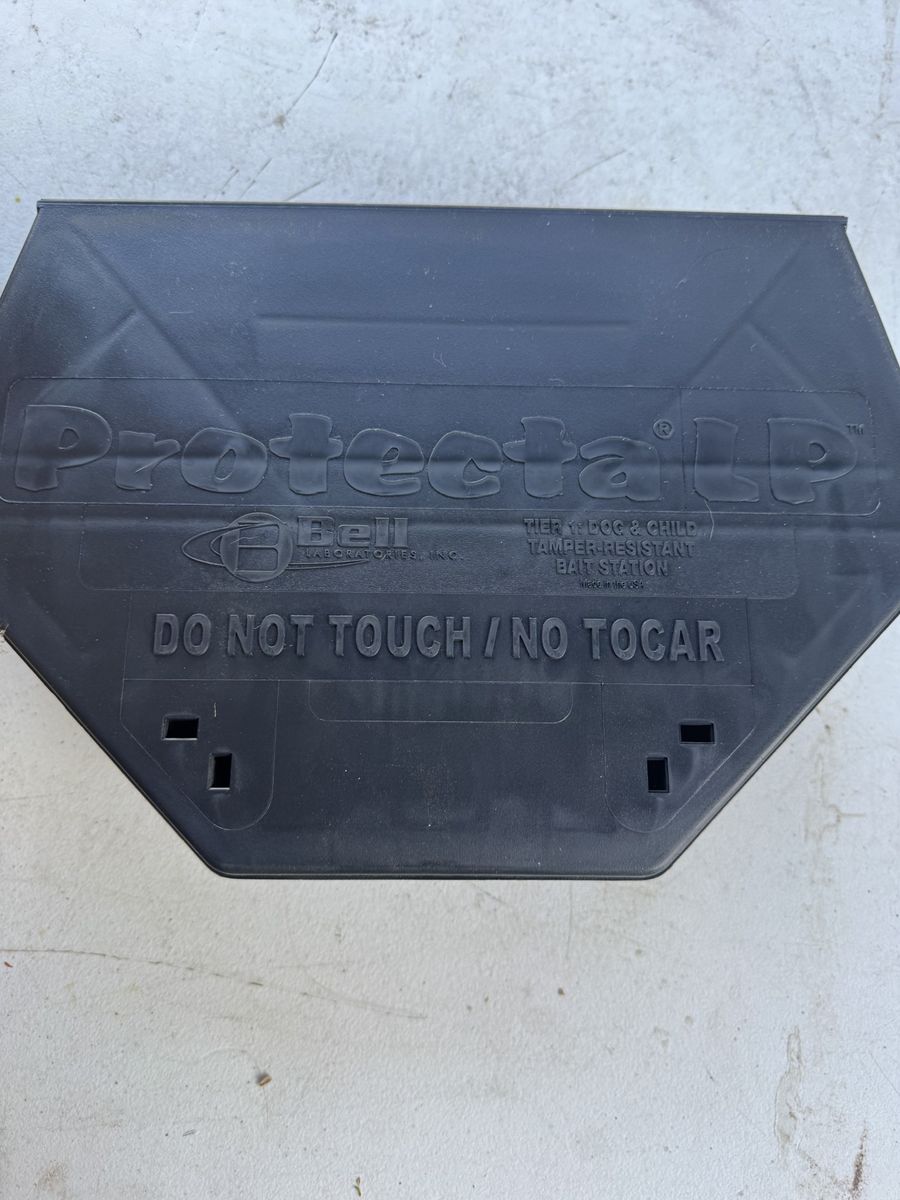 Protecta® LP™
Bell
LABORATORIES, INC.
TIER 1: DOG & CHILD
TAMPER-RESISTANT
BAIT STATION
Made in the USA
DO NOT TOUCH / NO TOCAR